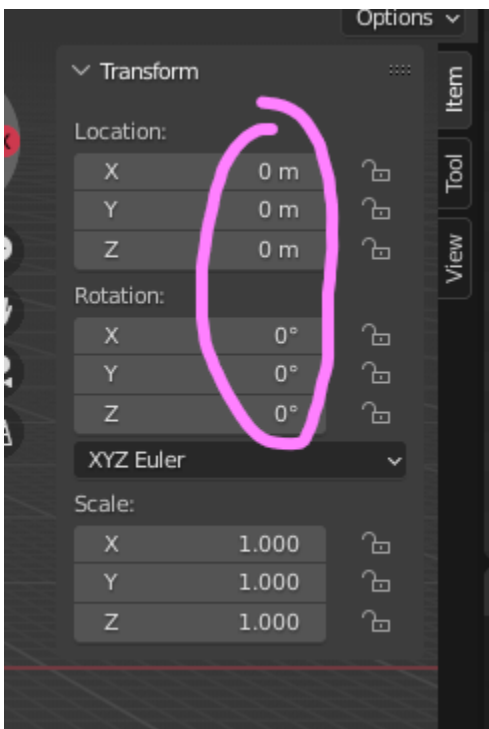 Options
Transform
Item
Location:
X 0 m
Y 0 m
Z 0 m
Tool
View
Rotation:
X 0°
Y 0°
Z 0°
XYZ Euler
Scale:
X 1.000
Y 1.000
Z 1.000